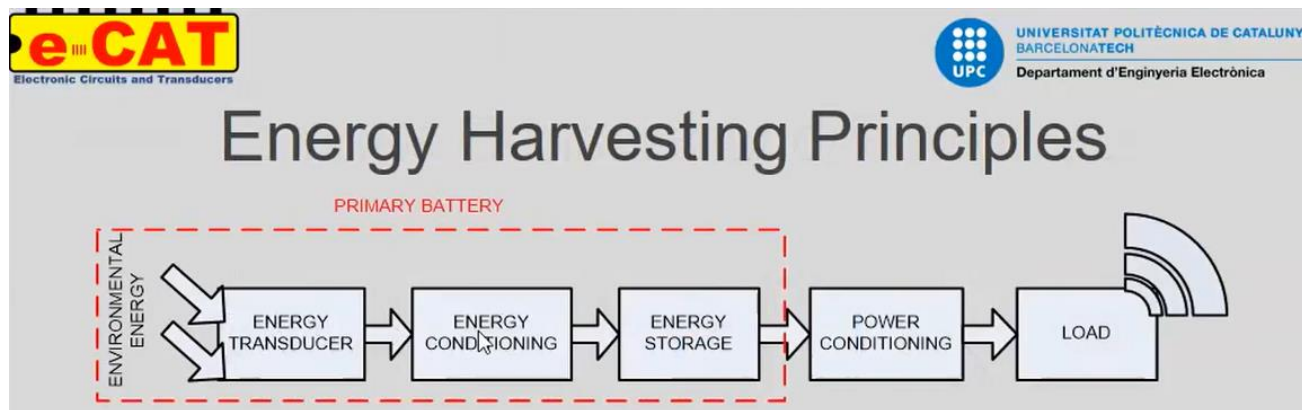 e-CAT
Electronic Circuits and Transducers
UPC
UNIVERSITAT POLITÈCNICA DE CATALUNY
BARCELONATECH
Departament d'Enginyeria Electrònica
Energy Harvesting Principles
PRIMARY BATTERY
ENVIRONMENTAL
ENERGY
ENERGY
TRANSDUCER
ENERGY
CONDITIONING
ENERGY
STORAGE
POWER
CONDITIONING
LOAD